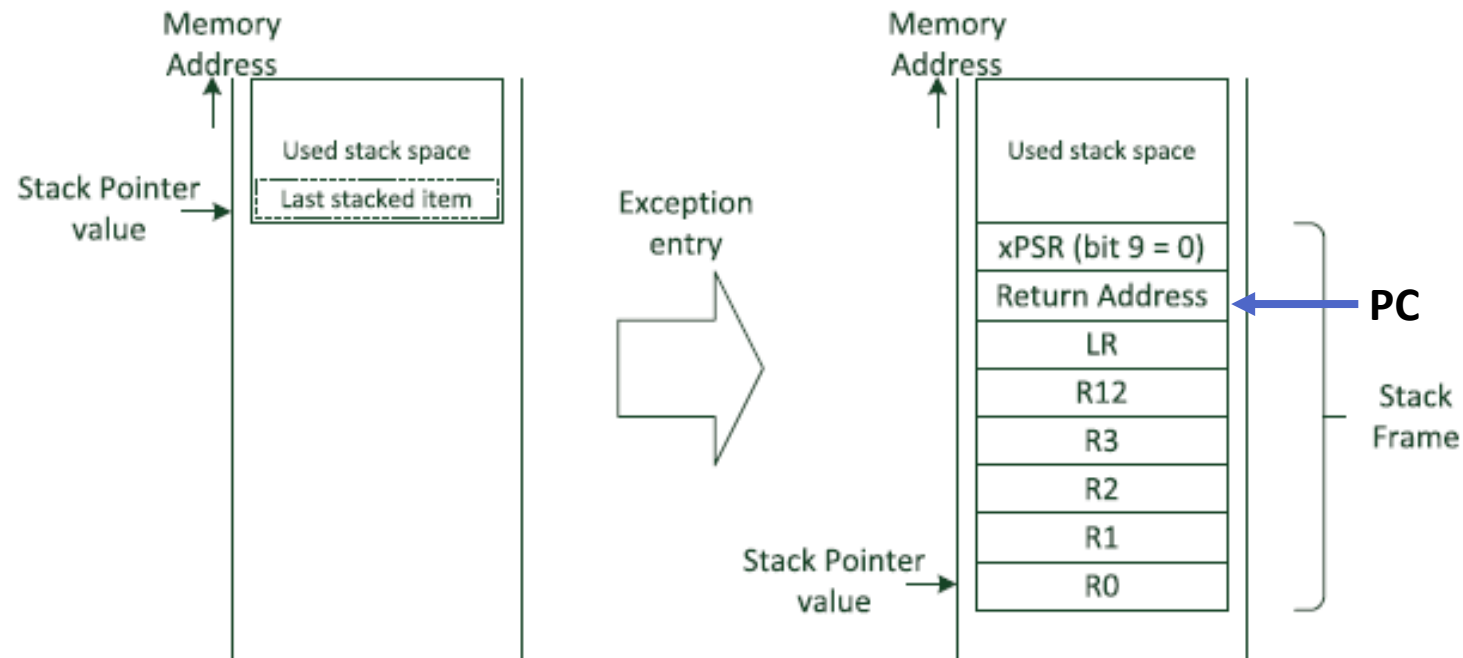 Memory
Address
Used stack space
Last stacked item
Stack Pointer
value
Exception
entry
Memory
Address
Used stack space
xPSR (bit 9 = 0)
Return Address
PC
LR
R12
R3
R2
R1
R0
Stack
Frame
Stack Pointer
value